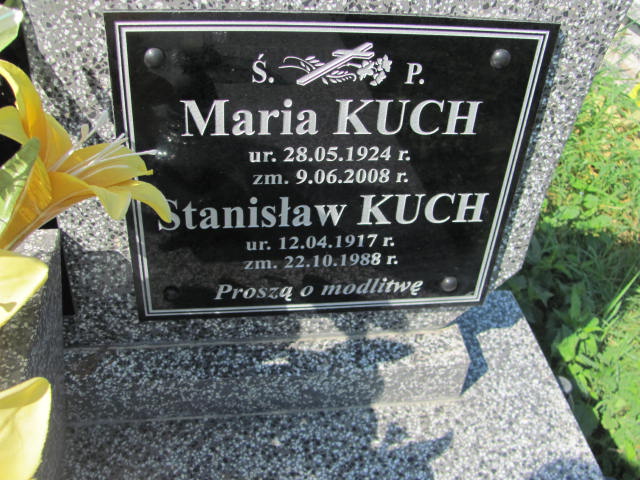 Ś. P.
Maria KUCH
ur. 28.05.1924 r.
zm. 9.06.2008 r.
Stanisław KUCH
ur. 12.04.1917 r.
zm. 22.10.1988 r.
Proszą o modlitwę